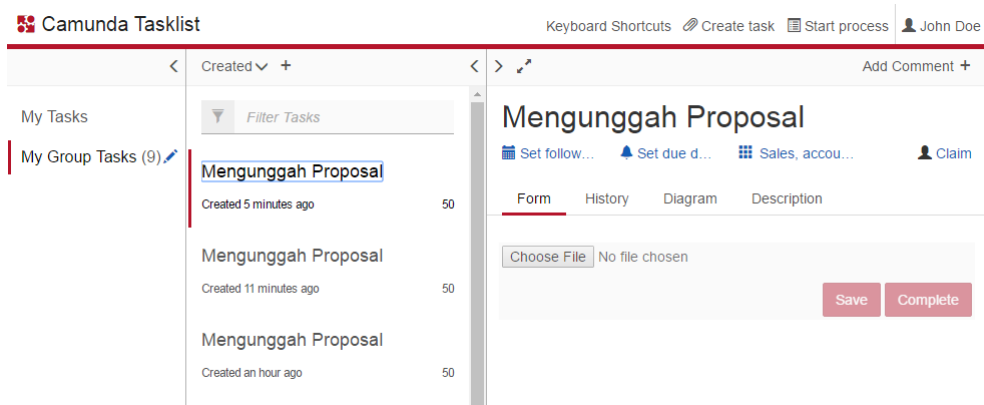 Camunda Tasklist
Keyboard Shortcuts Create task Start process John Doe
Created +
Add Comment +
My Tasks
My Group Tasks (9)
Filter Tasks
Mengunggah Proposal
Created 5 minutes ago 50
Mengunggah Proposal
Created 11 minutes ago 50
Mengunggah Proposal
Created an hour ago 50
Mengunggah Proposal
Set follow... Set due d... Sales, accou... Claim
Form History Diagram Description
Choose File No file chosen
Save Complete